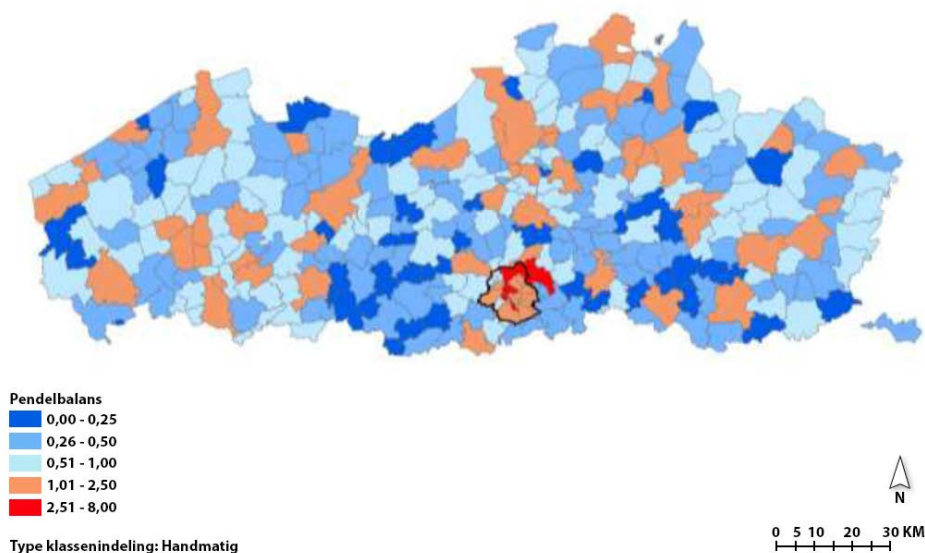 Pendelbalans
0,00 - 0,25
0,26 - 0,50
0,51 - 1,00
1,01 - 2,50
2,51 - 8,00
Type klassenindeling: Handmatig
N
0 5 10 20 30 KM